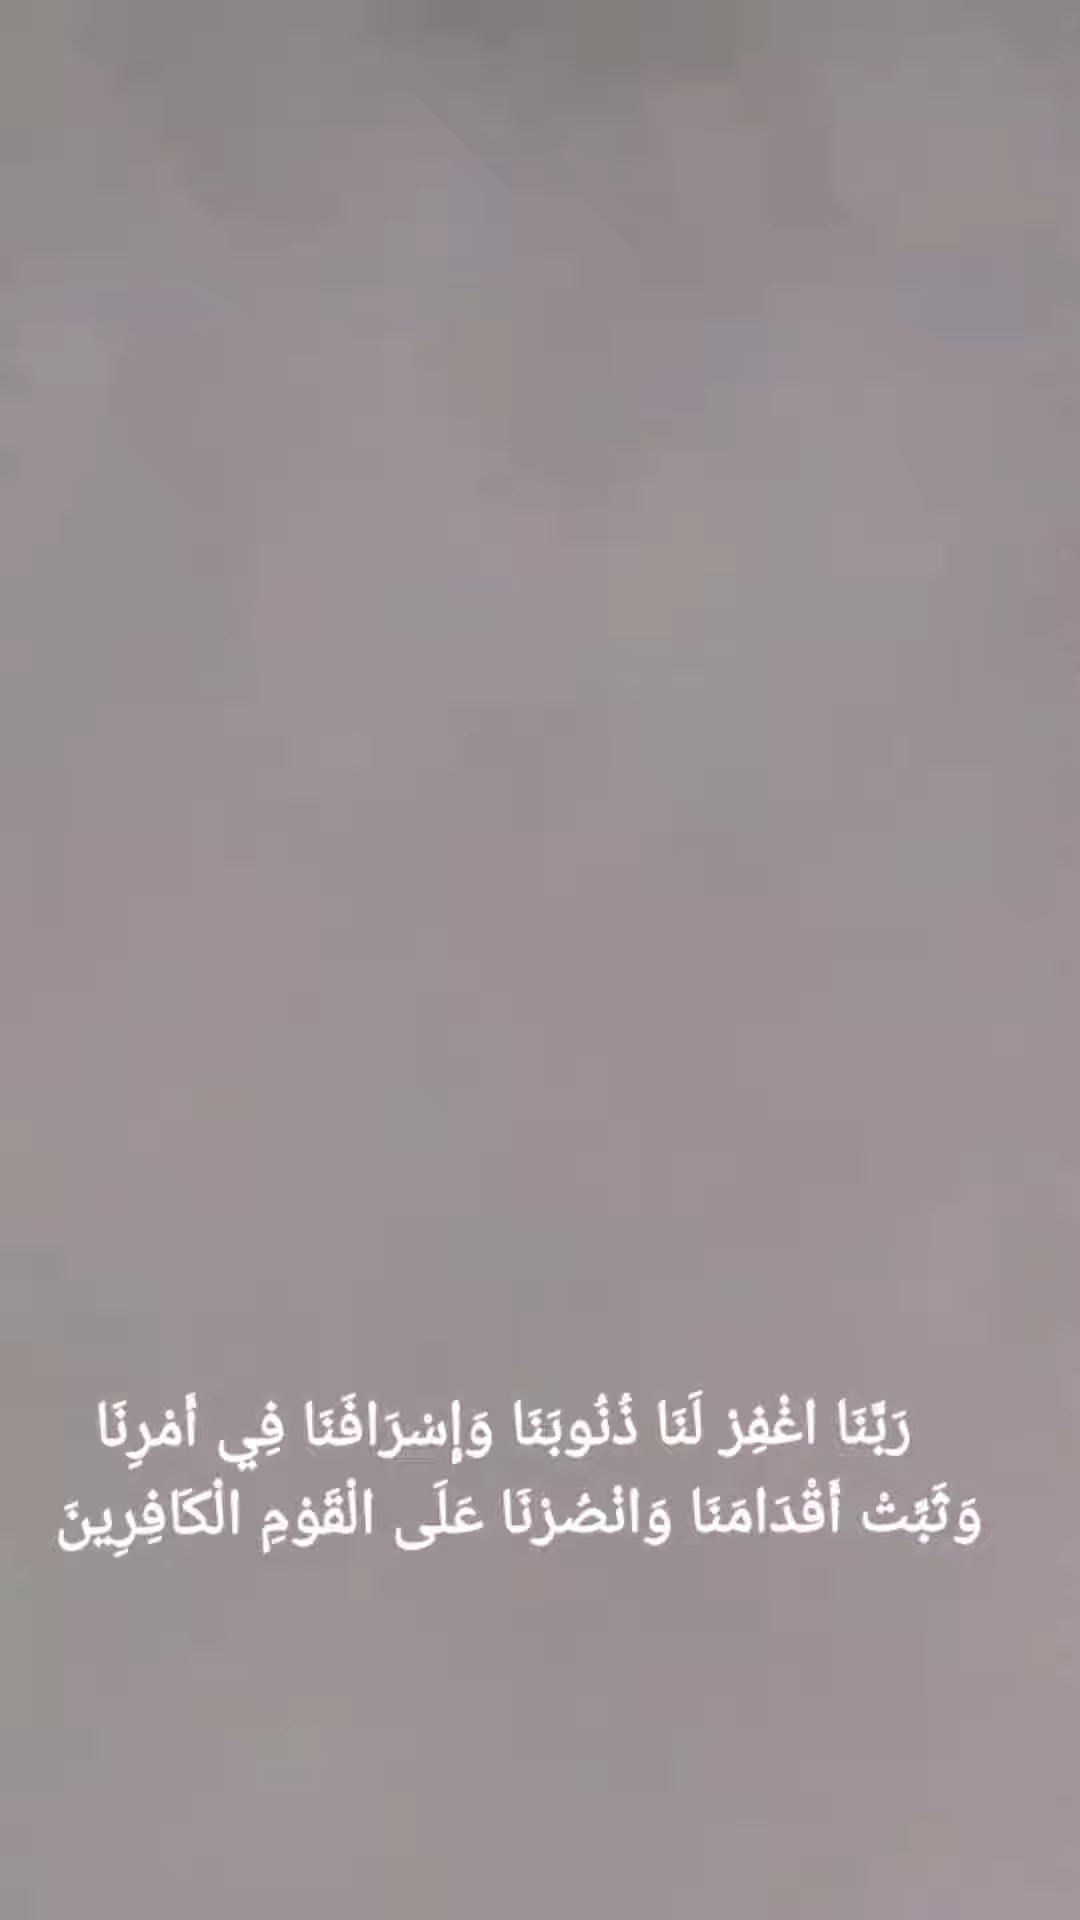 رَبَّنَا اغْفِرْ لَنَا ذُنُوبَنَا وَإِسْرَافَنَا فِي أَمْرِنَا
وَثَبِّتْ أَقْدَامَنَا وَانْصُرْنَا عَلَى الْقَوْمِ الْكَافِرِينَ